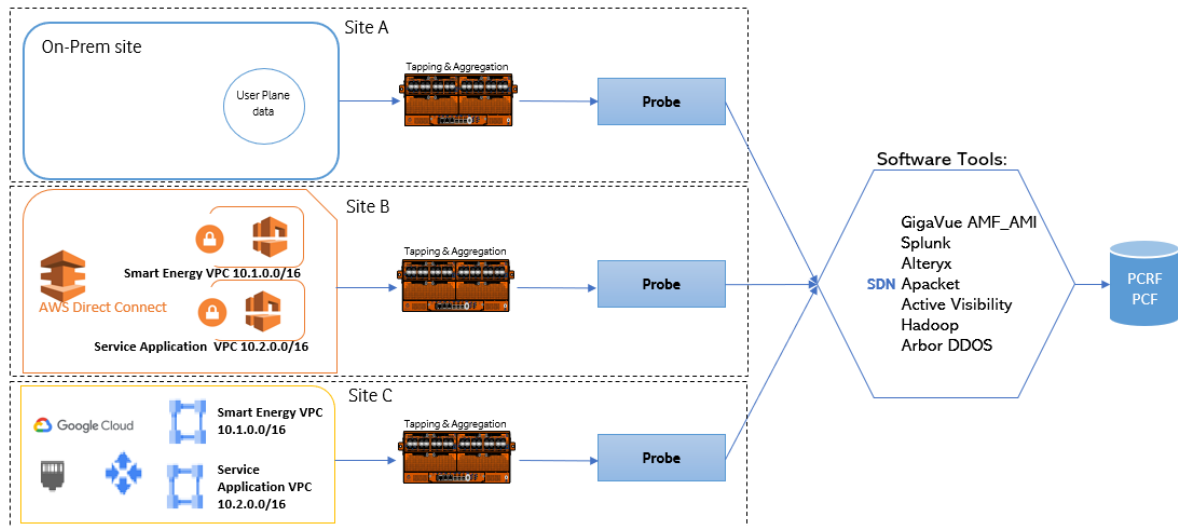 Site A
On-Prem site
User Plane
data
Tapping & Aggregation
Probe
Site B
Smart Energy VPC 10.1.0.0/16
AWS Direct Connect
Service Application VPC 10.2.0.0/16
Tapping & Aggregation
Probe
Site C
Google Cloud
Smart Energy VPC
10.1.0.0/16
Service
Application VPC
10.2.0.0/16
Tapping & Aggregation
Probe
Software Tools:
GigaVue AMF_AMI
Splunk
Alteryx
SDN
Apacket
Active Visibility
Hadoop
Arbor DDOS
PCRF
PCF